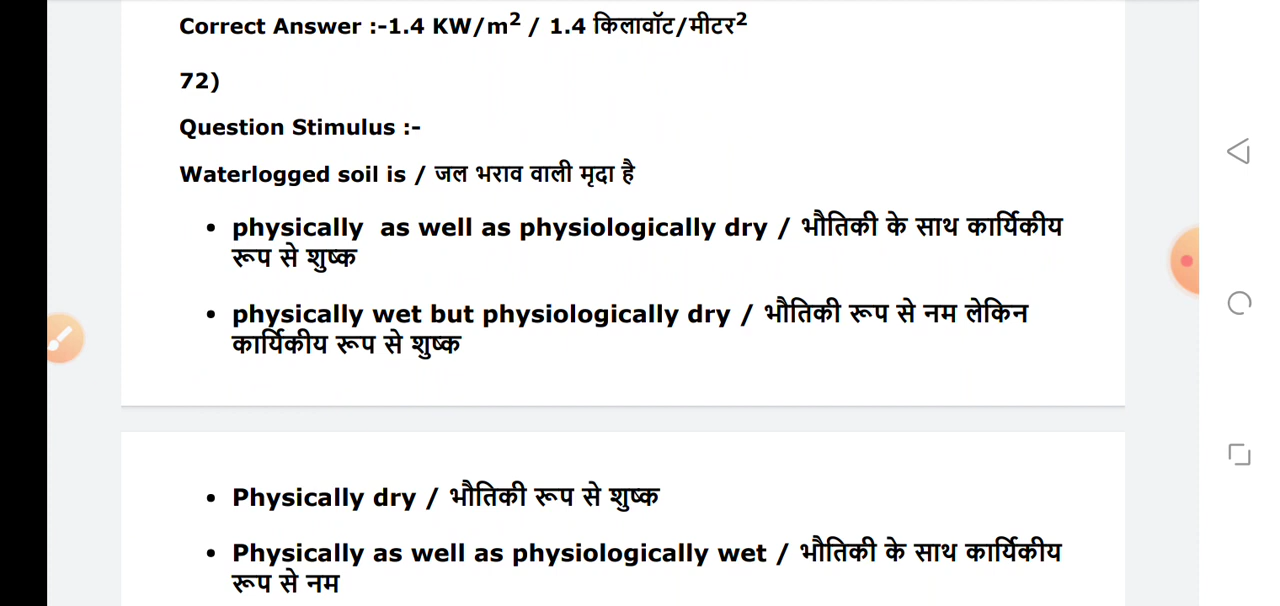 Correct Answer :-1.4 KW/m² / 1.4 किलावॉट/मीटर²
72)
Question Stimulus :-
Waterlogged soil is / जल भराव वाली मृदा है
• physically  as well as physiologically dry / भौतिकी के साथ कार्यिकीय
रूप से शुष्क
• physically wet but physiologically dry / भौतिकी रूप से नम लेकिन
कार्यिकीय रूप से शुष्क
• Physically dry / भौतिकी रूप से शुष्क
• Physically as well as physiologically wet / भौतिकी के साथ कार्यिकीय
रूप से नम